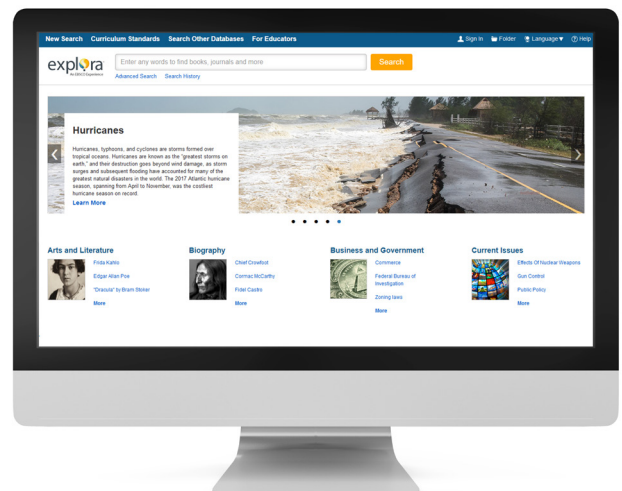 New Search Curriculum Standards Search Other Databases For Educators Sign In Folder Language Help
explora
An EBSCO Experience
Enter any words to find books, journals and more
Search
Advanced Search Search History
Hurricanes
Hurricanes, typhoons, and cyclones are storms formed over
tropical oceans. Hurricanes are known as the "greatest storms on
earth," and their destruction goes beyond wind damage, as storm
surges and subsequent flooding have accounted for many of the
greatest natural disasters in the world. The 2017 Atlantic hurricane
season, spanning from April to November, was the costliest
hurricane season on record.
Learn More
Arts and Literature
Frida Kahlo
Edgar Allan Poe
"Dracula" by Bram Stoker
More
Biography
Chief Crowfoot
Cormac McCarthy
Fidel Castro
More
Business and Government
Commerce
Federal Bureau of
Investigation
Zoning laws
More
Current Issues
Effects Of Nuclear Weapons
Gun Control
Public Policy
More